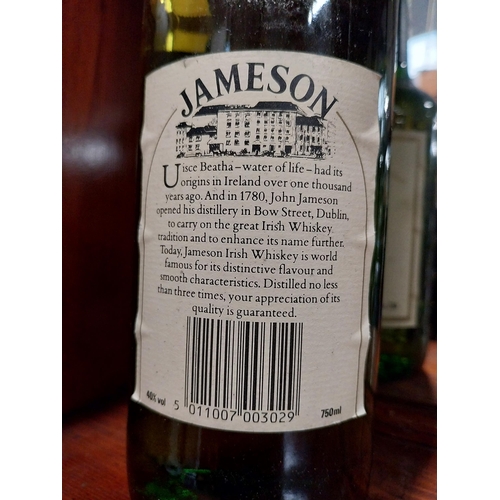 JAMESON
Uisce Beatha – water of life – had its
origins in Ireland over one thousand
years ago. And in 1780, John Jameson
opened his distillery in Bow Street, Dublin,
to carry on the great Irish Whiskey
tradition and to enhance its name further.
Today, Jameson Irish Whiskey is world
famous for its distinctive flavour and
smooth characteristics. Distilled no less
than three times, your appreciation of its
quality is guaranteed.
40% vol
5 011007 003029
750ml